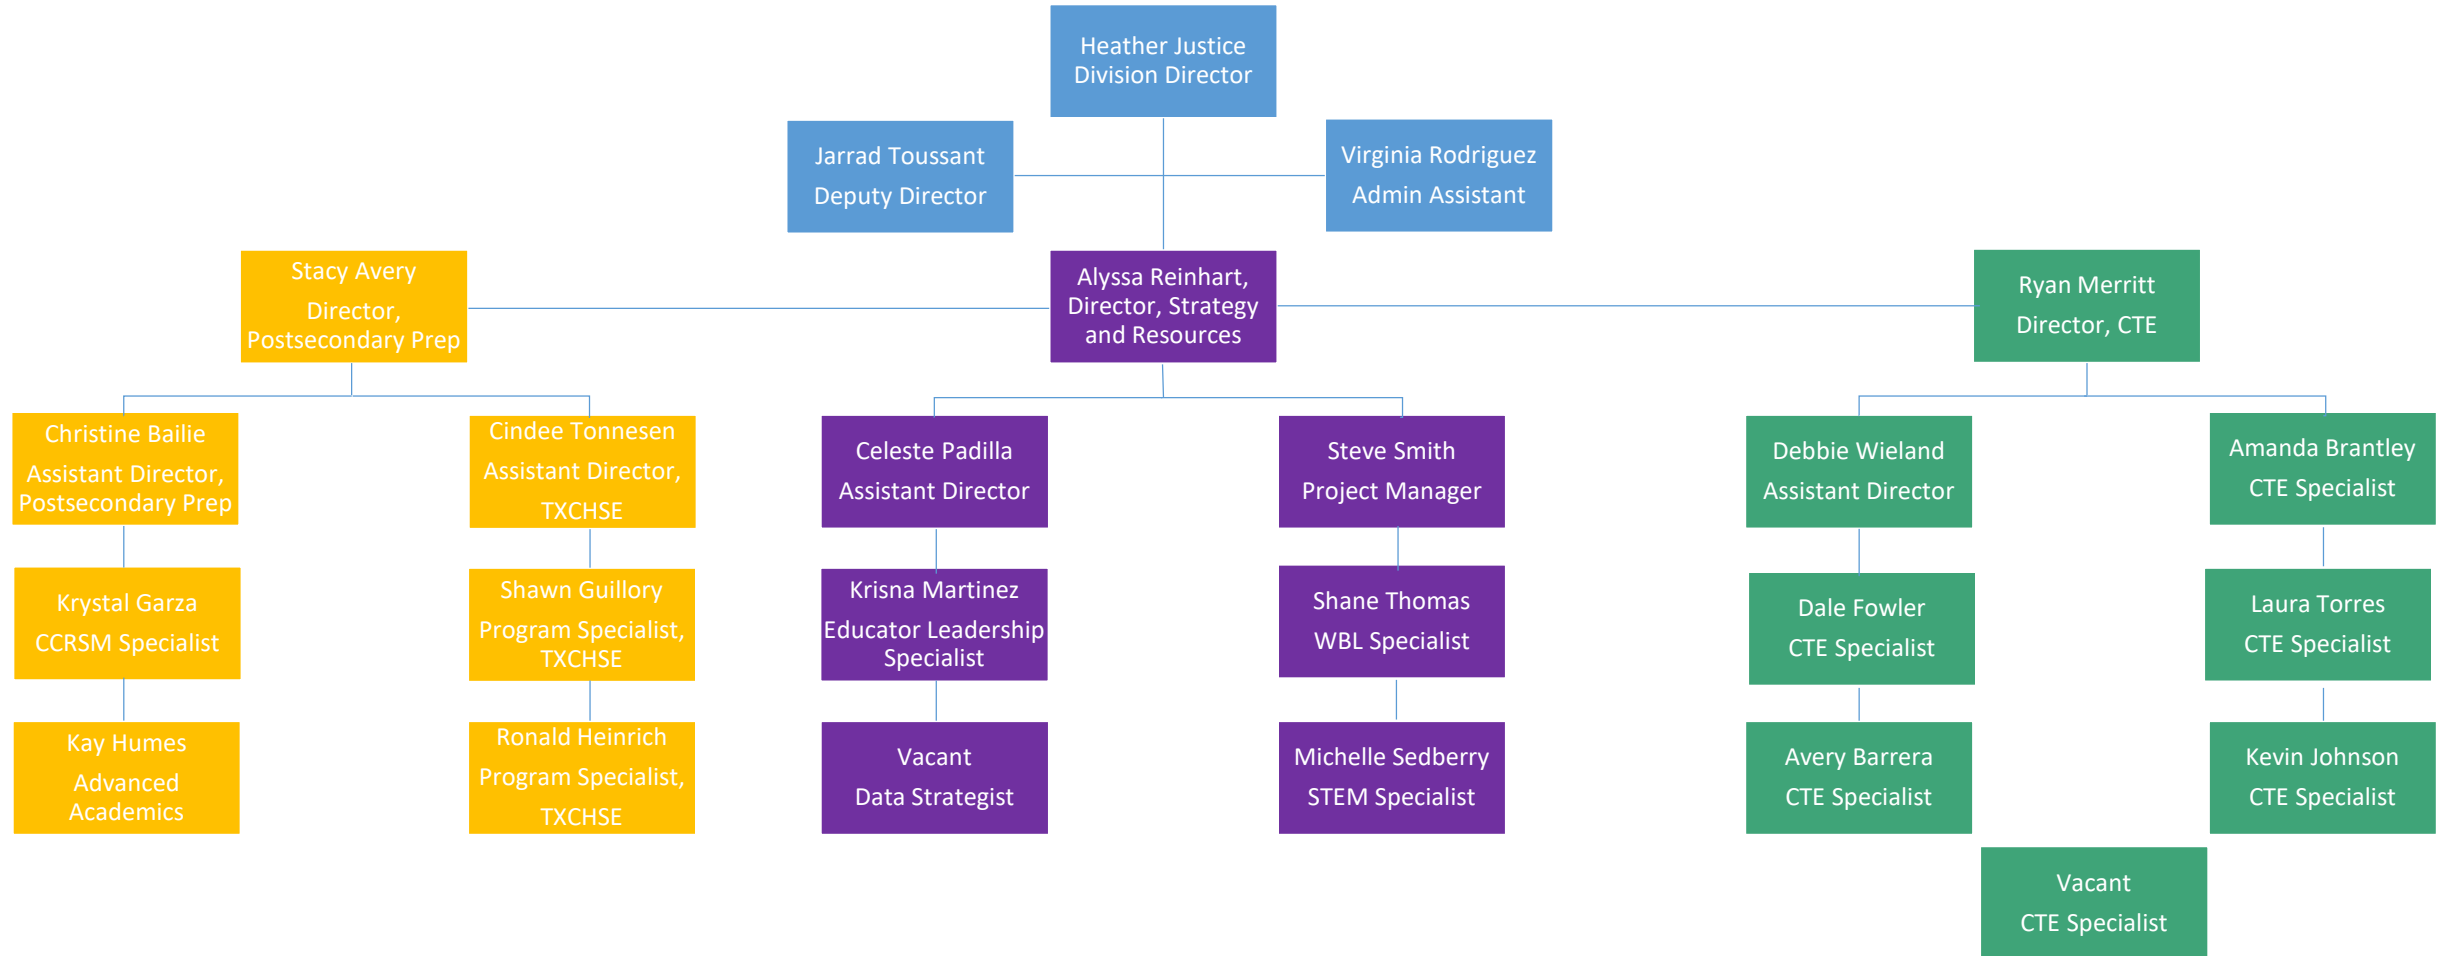 Heather Justice
Division Director
Jarrad Toussant
Deputy Director
Virginia Rodriguez
Admin Assistant
Stacy Avery
Director,
Postsecondary Prep
Alyssa Reinhart,
Director, Strategy
and Resources
Ryan Merritt
Director, CTE
Christine Bailie
Assistant Director,
Postsecondary Prep
Cindee Tonnesen
Assistant Director,
TXCHSE
Celeste Padilla
Assistant Director
Steve Smith
Project Manager
Debbie Wieland
Assistant Director
Amanda Brantley
CTE Specialist
Krystal Garza
CCRSM Specialist
Shawn Guillory
Program Specialist,
TXCHSE
Krisna Martinez
Educator Leadership
Specialist
Shane Thomas
WBL Specialist
Dale Fowler
CTE Specialist
Laura Torres
CTE Specialist
Kay Humes
Advanced
Academics
Ronald Heinrich
Program Specialist,
TXCHSE
Vacant
Data Strategist
Michelle Sedberry
STEM Specialist
Avery Barrera
CTE Specialist
Kevin Johnson
CTE Specialist
Vacant
CTE Specialist